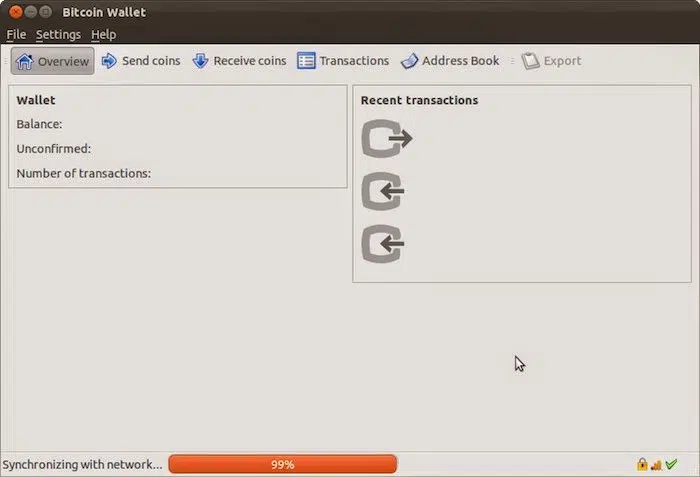 Bitcoin Wallet
File Settings Help
Overview Send coins Receive coins Transactions Address Book Export
Wallet
Balance:
Unconfirmed:
Number of transactions:
Recent transactions
Synchronizing with network... 99%